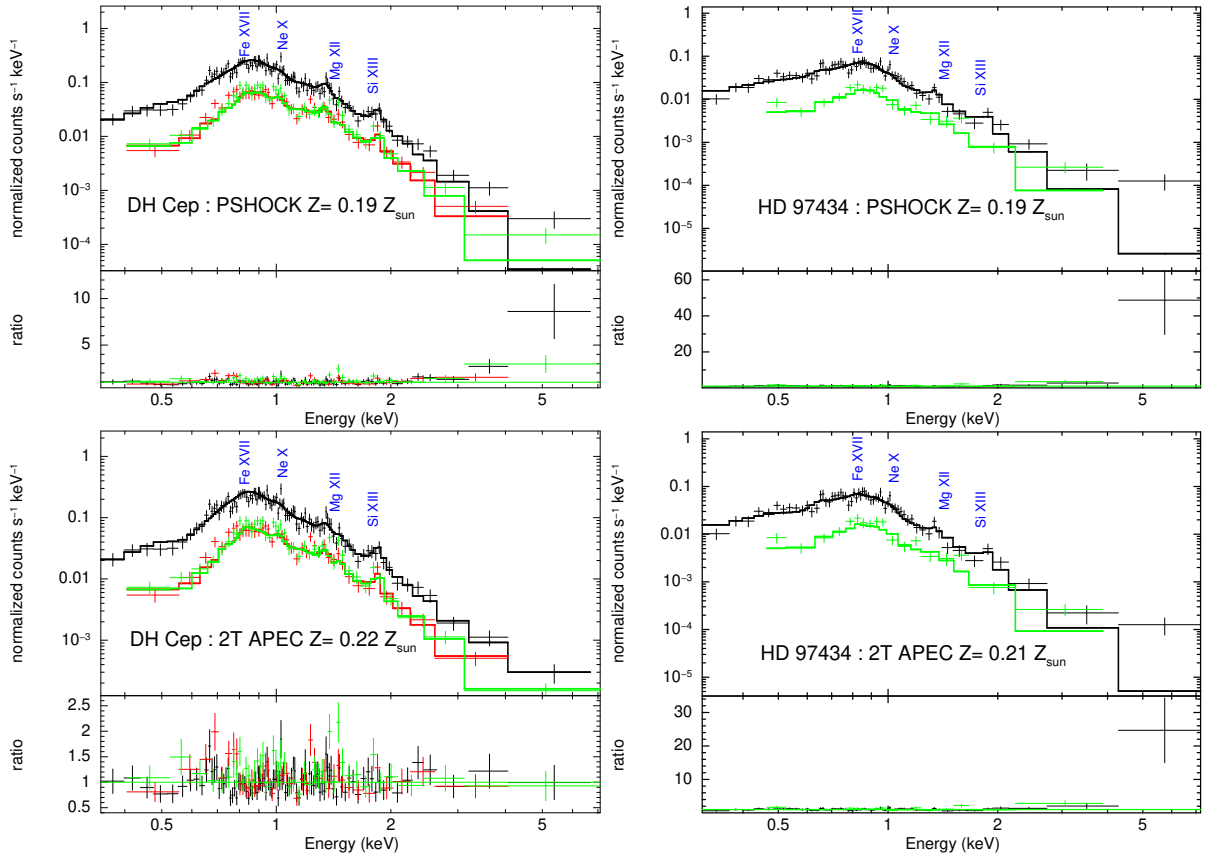 normalized counts s⁻¹ keV⁻¹
1
0.1
0.01
10⁻³
10⁻⁴
Fe XVII
Ne X
Mg XII
Si XIII
DH Cep : PSHOCK Z= 0.19 Z_sun
ratio
10
5
0.5 1 2 5
Energy (keV)
normalized counts s⁻¹ keV⁻¹
1
0.1
0.01
10⁻³
10⁻⁴
10⁻⁵
Fe XVII
Ne X
Mg XII
Si XIII
HD 97434 : PSHOCK Z= 0.19 Z_sun
ratio
60
40
20
0.5 1 2 5
Energy (keV)
normalized counts s⁻¹ keV⁻¹
1
0.1
0.01
10⁻³
Fe XVII
Ne X
Mg XII
Si XIII
DH Cep : 2T APEC Z= 0.22 Z_sun
ratio
2.5
2
1.5
1
0.5
0.5 1 2 5
Energy (keV)
normalized counts s⁻¹ keV⁻¹
1
0.1
0.01
10⁻³
10⁻⁴
10⁻⁵
Fe XVII
Ne X
Mg XII
Si XIII
HD 97434 : 2T APEC Z= 0.21 Z_sun
ratio
30
20
10
0.5 1 2 5
Energy (keV)